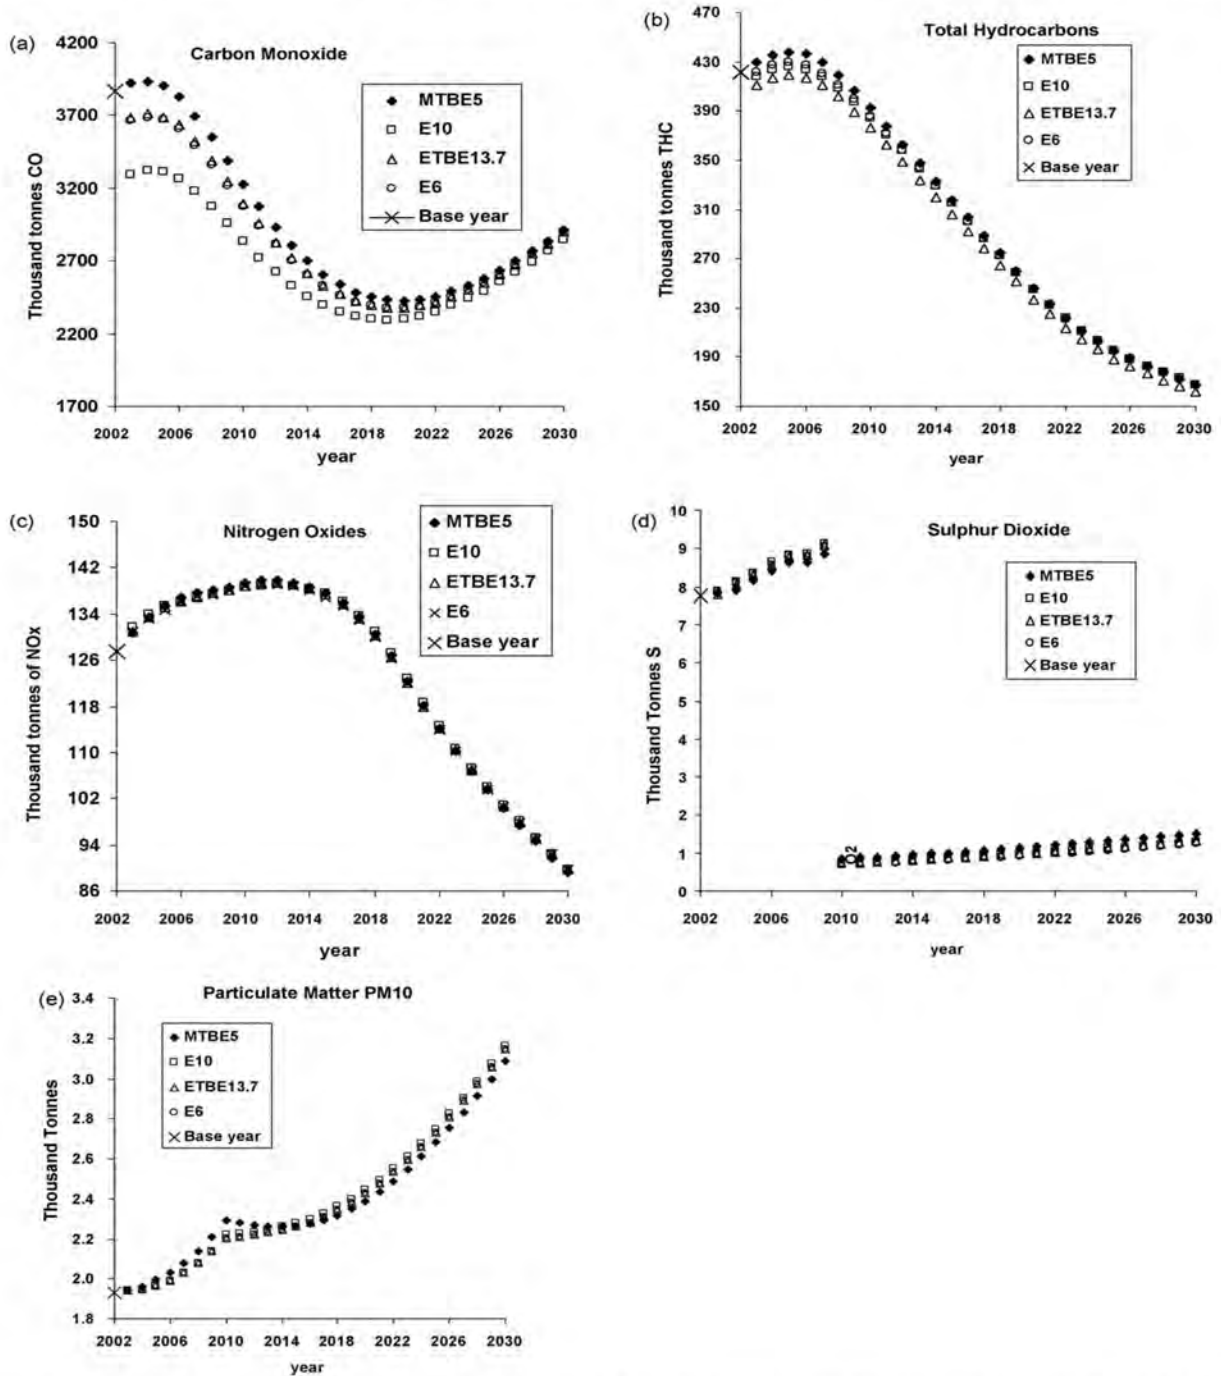 (a)
Carbon Monoxide
Thousand tonnes CO
4200
3700
3200
2700
2200
1700
MTBE5
E10
ETBE13.7
E6
Base year
2002 2006 2010 2014 2018 2022 2026 2030
year
(b)
Total Hydrocarbons
Thousand tonnes THC
470
430
390
350
310
270
230
190
150
MTBE5
E10
ETBE13.7
E6
Base year
2002 2006 2010 2014 2018 2022 2026 2030
year
(c)
Nitrogen Oxides
Thousand tonnes of NOx
150
142
134
126
118
110
102
94
86
MTBE5
E10
ETBE13.7
E6
Base year
2002 2006 2010 2014 2018 2022 2026 2030
year
(d)
Sulphur Dioxide
Thousand Tonnes S
O2
10
9
8
7
6
5
4
3
2
1
0
MTBE5
E10
ETBE13.7
E6
Base year
2002 2006 2010 2014 2018 2022 2026 2030
year
(e)
Particulate Matter PM10
Thousand Tonnes
3.4
3.2
3.0
2.8
2.6
2.4
2.2
2.0
1.8
MTBE5
E10
ETBE13.7
E6
Base year
2002 2006 2010 2014 2018 2022 2026 2030
year